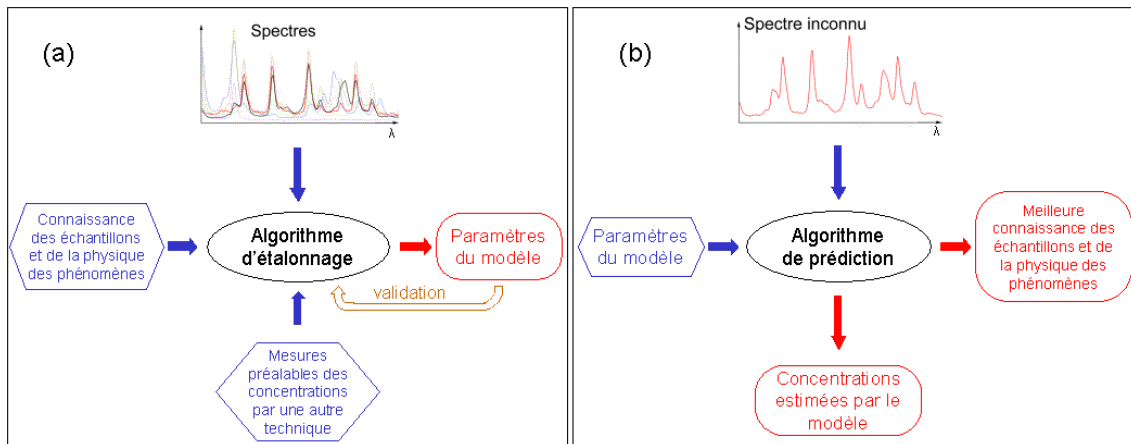 (a)
Spectres
λ
Connaissance
des échantillons
et de la physique
des phénomènes
Algorithme
d'étalonnage
Paramètres
du modèle
validation
Mesures
préalables des
concentrations
par une autre
technique
(b)
Spectre inconnu
λ
Paramètres
du modèle
Algorithme
de prédiction
Meilleure
connaissance des
échantillons et de
la physique des
phénomènes
Concentrations
estimées par le
modèle